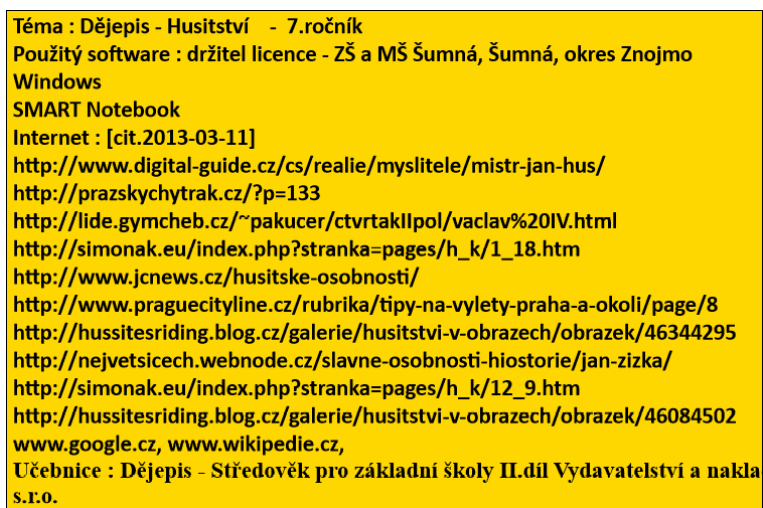 Téma : Dějepis - Husitství - 7.ročník
Použitý software : držitel licence - ZŠ a MŠ Šumná, Šumná, okres Znojmo
Windows
SMART Notebook
Internet : [cit.2013-03-11]
http://www.digital-guide.cz/cs/realie/myslitele/mistr-jan-hus/
http://prazskychytrak.cz/?p=133
http://lide.gymcheb.cz/~pakucer/ctvrtakIIpol/vaclav%20IV.html
http://simonak.eu/index.php?stranka=pages/h_k/1_18.htm
http://www.jcnews.cz/husitske-osobnosti/
http://www.praguecityline.cz/rubrika/tipy-na-vylety-praha-a-okoli/page/8
http://hussitesriding.blog.cz/galerie/husitstvi-v-obrazech/obrazek/46344295
http://nejvetsicech.webnode.cz/slavne-osobnosti-hiostorie/jan-zizka/
http://simonak.eu/index.php?stranka=pages/h_k/12_9.htm
http://hussitesriding.blog.cz/galerie/husitstvi-v-obrazech/obrazek/46084502
www.google.cz, www.wikipedie.cz,
Učebnice : Dějepis - Středověk pro základní školy II.díl Vydavatelství a nakla
s.r.o.